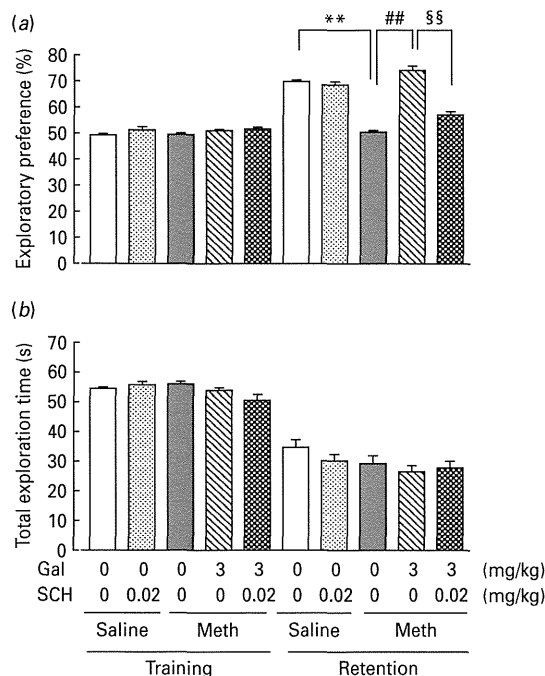 (a)
** ## §§
Exploratory preference (%)
80
70
60
50
40
30
20
10
0
(b)
Total exploration time (s)
70
60
50
40
30
20
10
0
Gal 0 0 0 3 3 0 0 0 3 3 (mg/kg)
SCH 0 0.02 0 0 0.02 0 0.02 0 0 0.02 (mg/kg)
Saline Meth Saline Meth
Training Retention